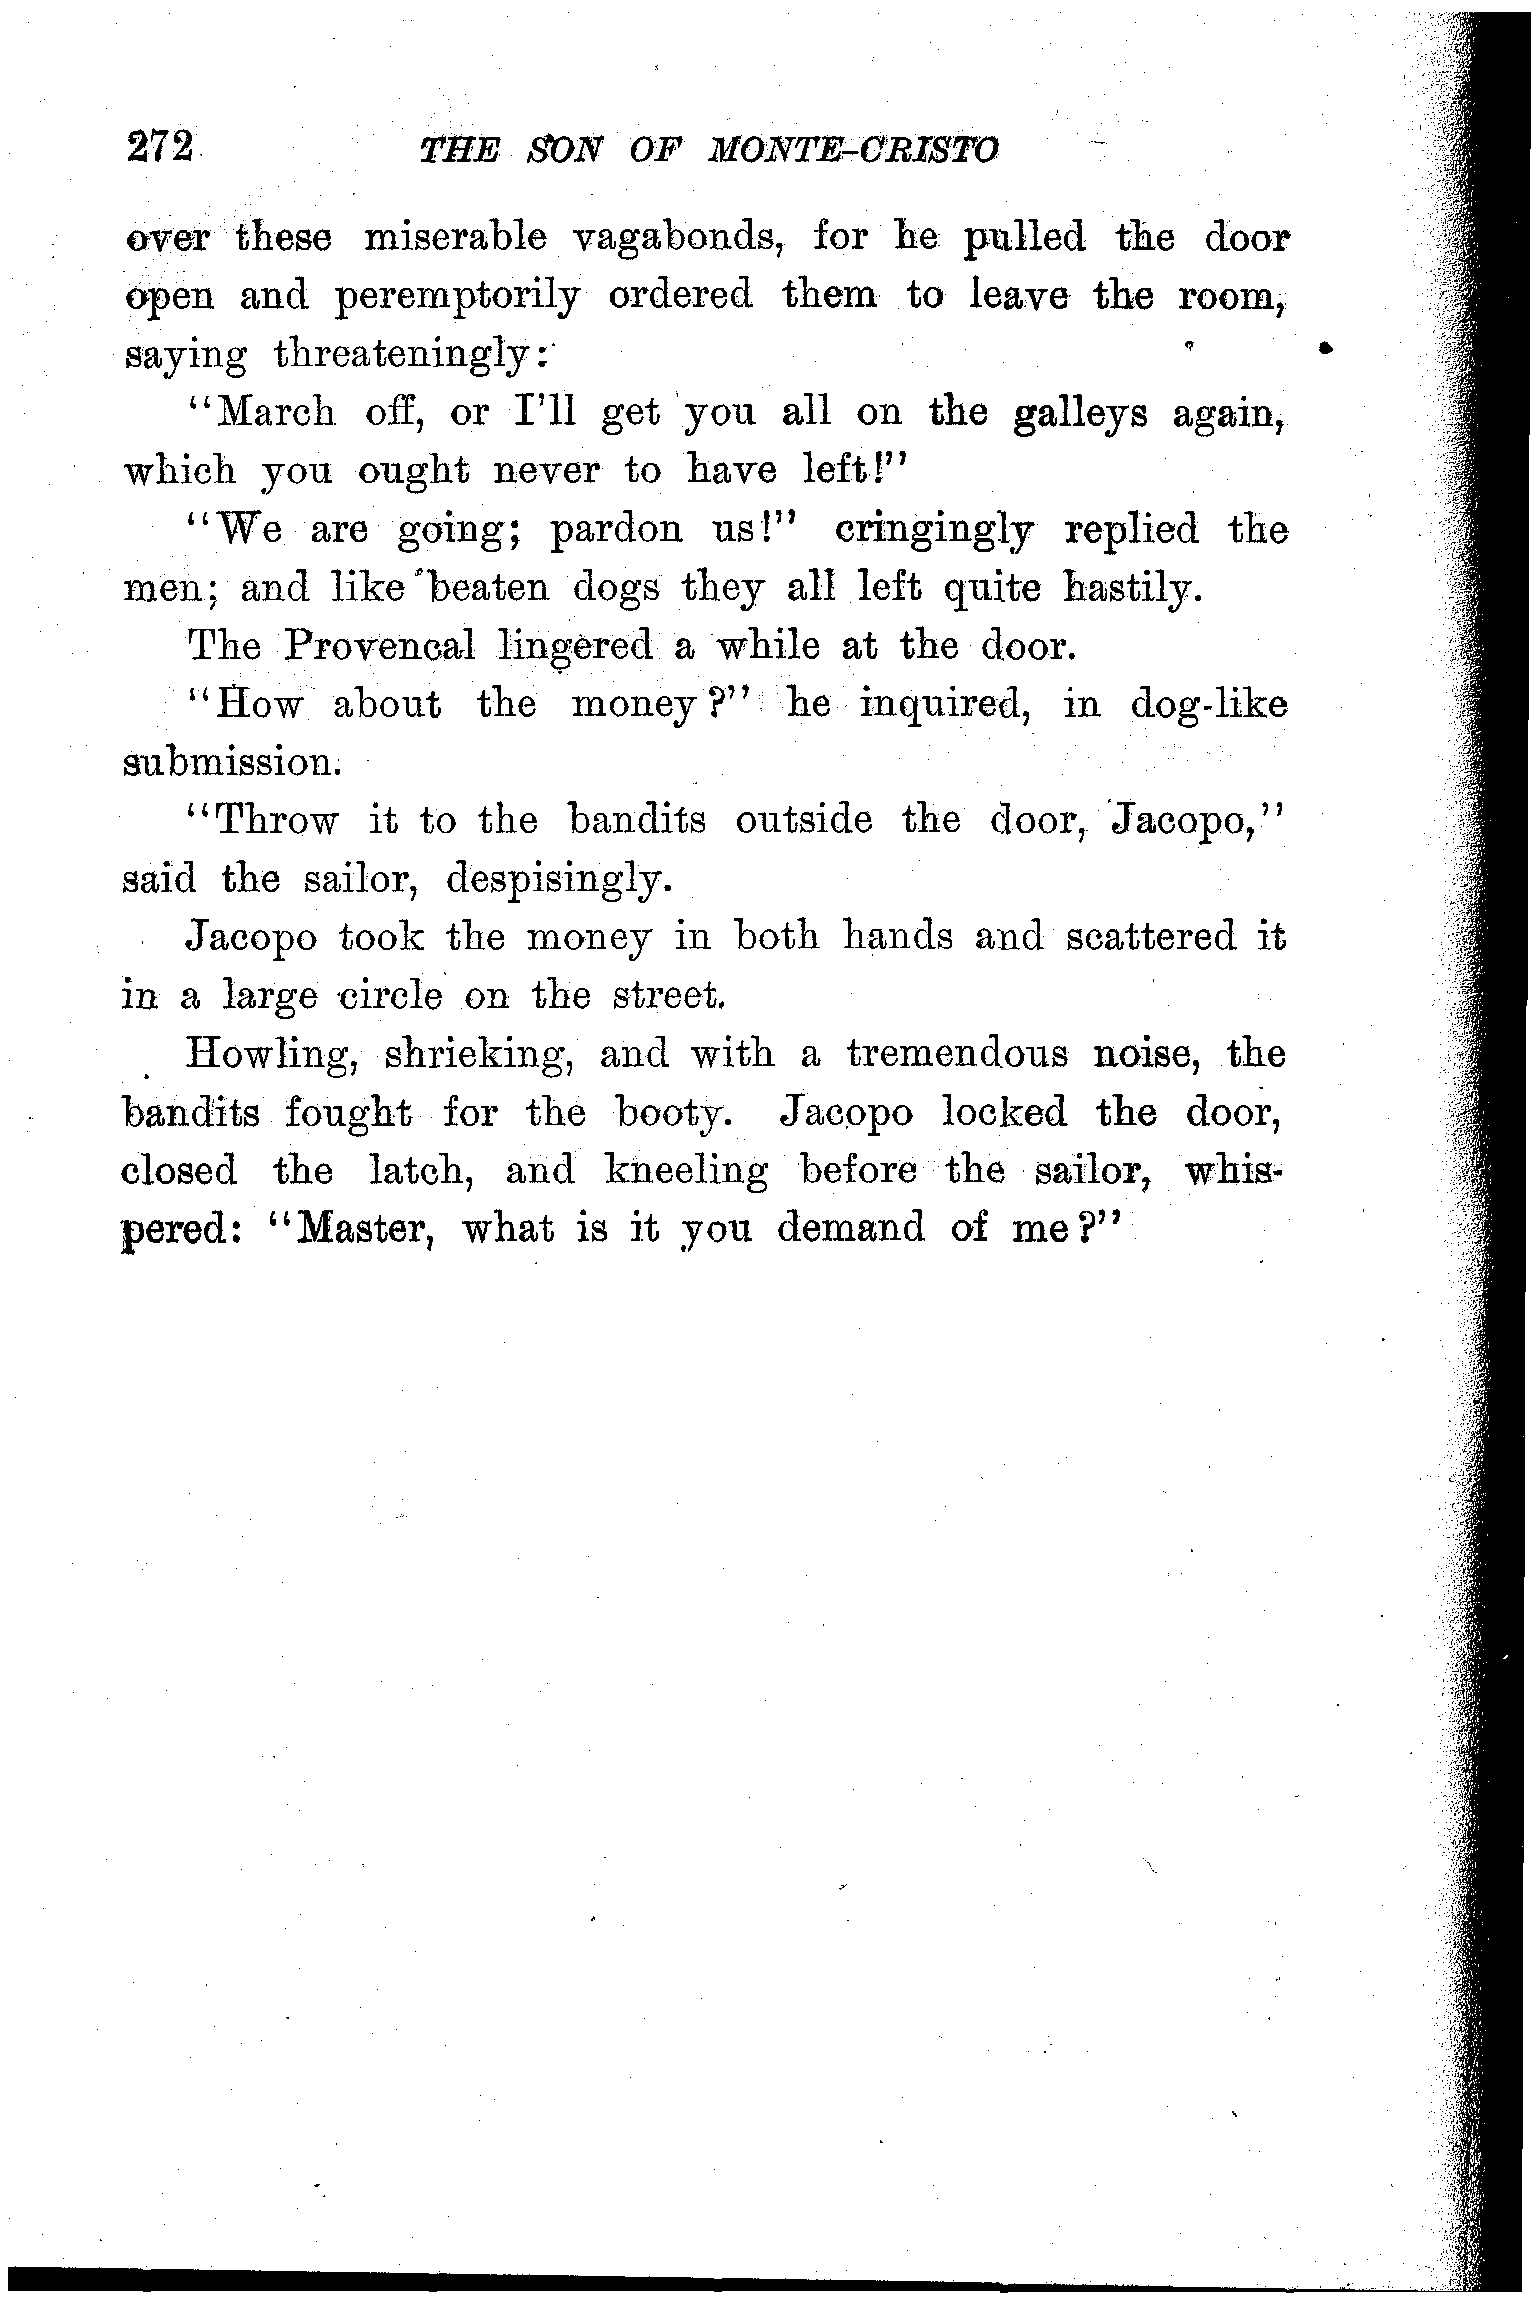 272 THE SON OF MONTE-CRISTO
over these miserable vagabonds, for he pulled the door
open and peremptorily ordered them to leave the room,
saying threateningly:
"March off, or I'll get you all on the galleys again,
which you ought never to have left!"
"We are going; pardon us!" cringingly replied the
men; and like beaten dogs they all left quite hastily.
The Provencal lingered a while at the door.
"How about the money?" he inquired, in dog-like
submission.
"Throw it to the bandits outside the door, Jacopo,"
said the sailor, despisingly.
Jacopo took the money in both hands and scattered it
in a large circle on the street.
Howling, shrieking, and with a tremendous noise, the
bandits fought for the booty. Jacopo locked the door,
closed the latch, and kneeling before the sailor, whis-
pered: "Master, what is it you demand of me?"